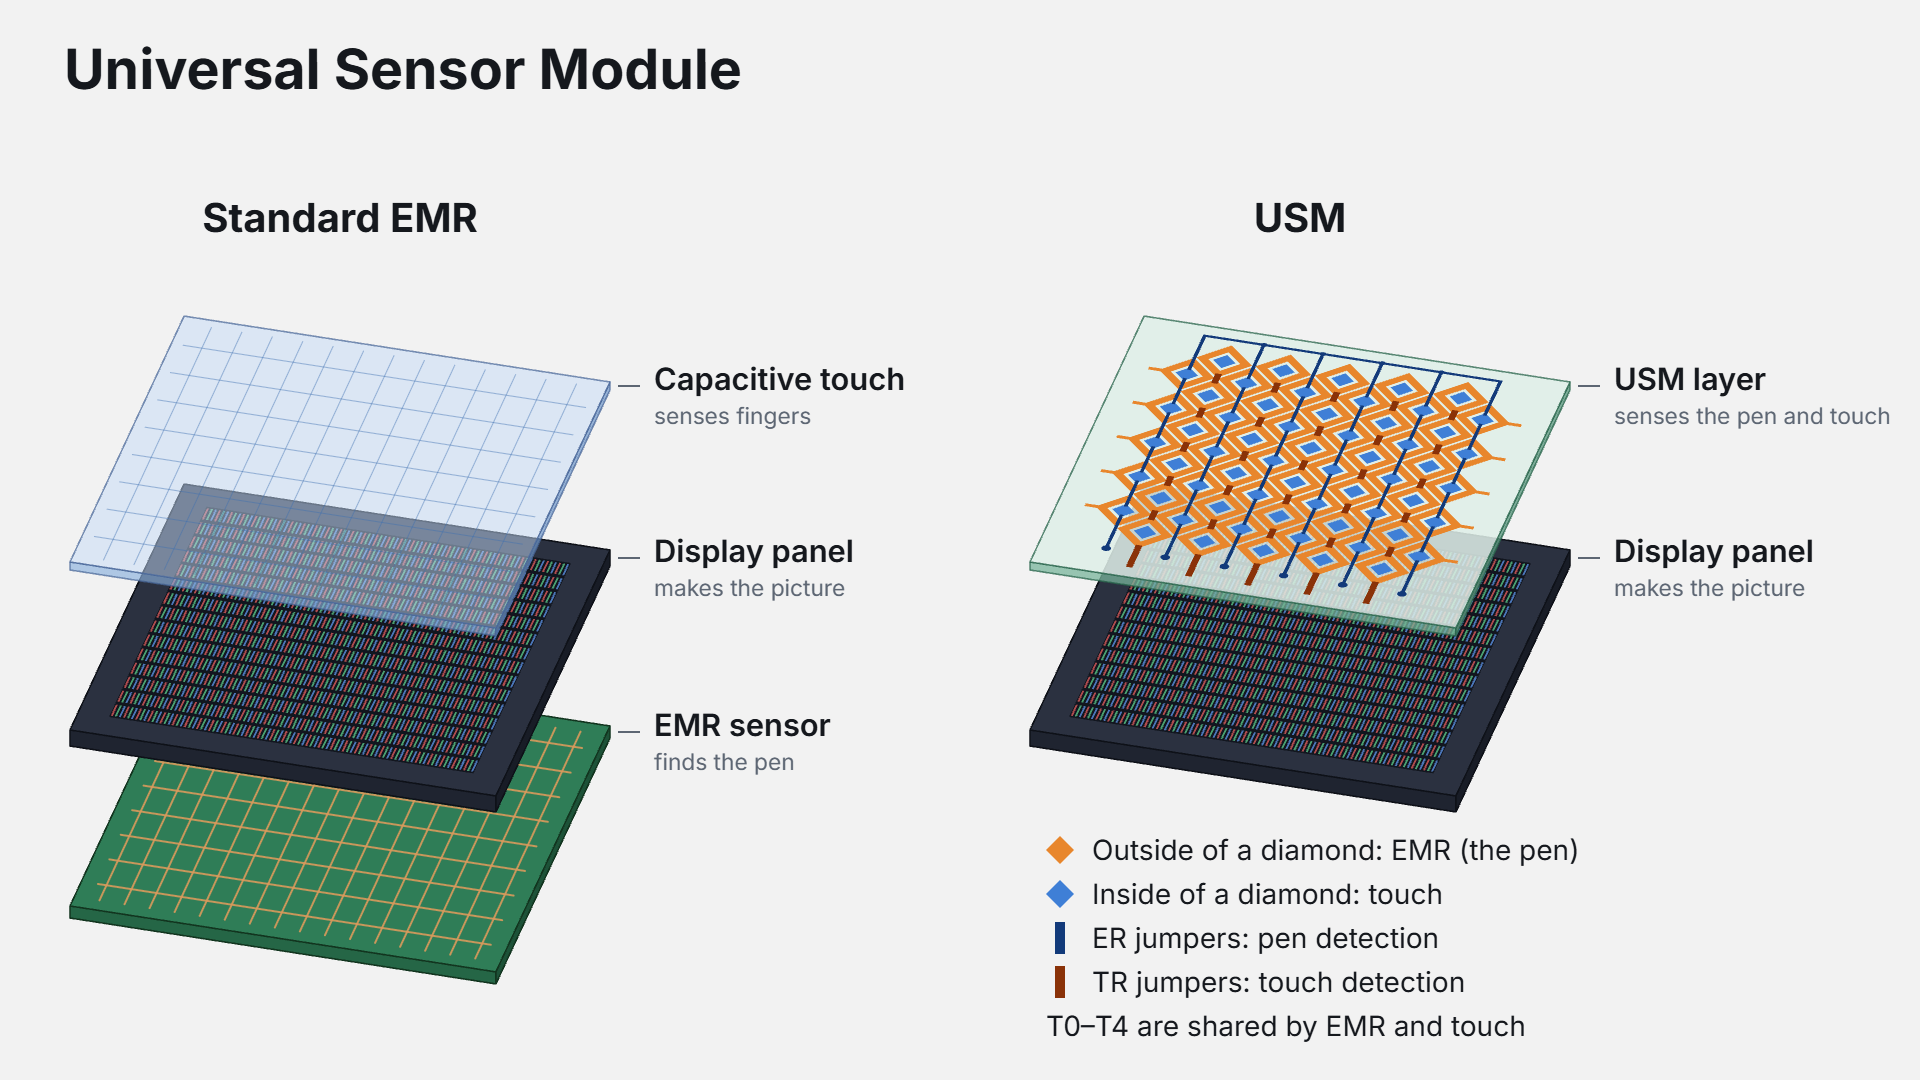 Universal Sensor Module
Standard EMR
Capacitive touch
senses fingers
Display panel
makes the picture
EMR sensor
finds the pen
USM
USM layer
senses the pen and touch
Display panel
makes the picture
Outside of a diamond: EMR (the pen)
Inside of a diamond: touch
ER jumpers: pen detection
TR jumpers: touch detection
T0–T4 are shared by EMR and touch